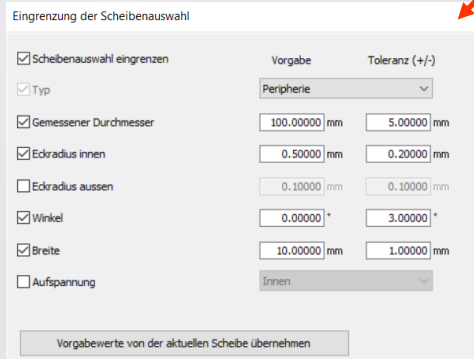 Eingrenzung der Scheibenauswahl
Scheibenauswahl eingrenzen Vorgabe Toleranz (+/-)
Typ Peripherie
Gemessener Durchmesser 100.00000 mm 5.00000 mm
Eckradius innen 0.50000 mm 0.20000 mm
Eckradius aussen 0.10000 mm 0.10000 mm
Winkel 0.00000 ° 3.00000 °
Breite 10.00000 mm 1.00000 mm
Aufspannung Innen
Vorgabewerte von der aktuellen Scheibe übernehmen